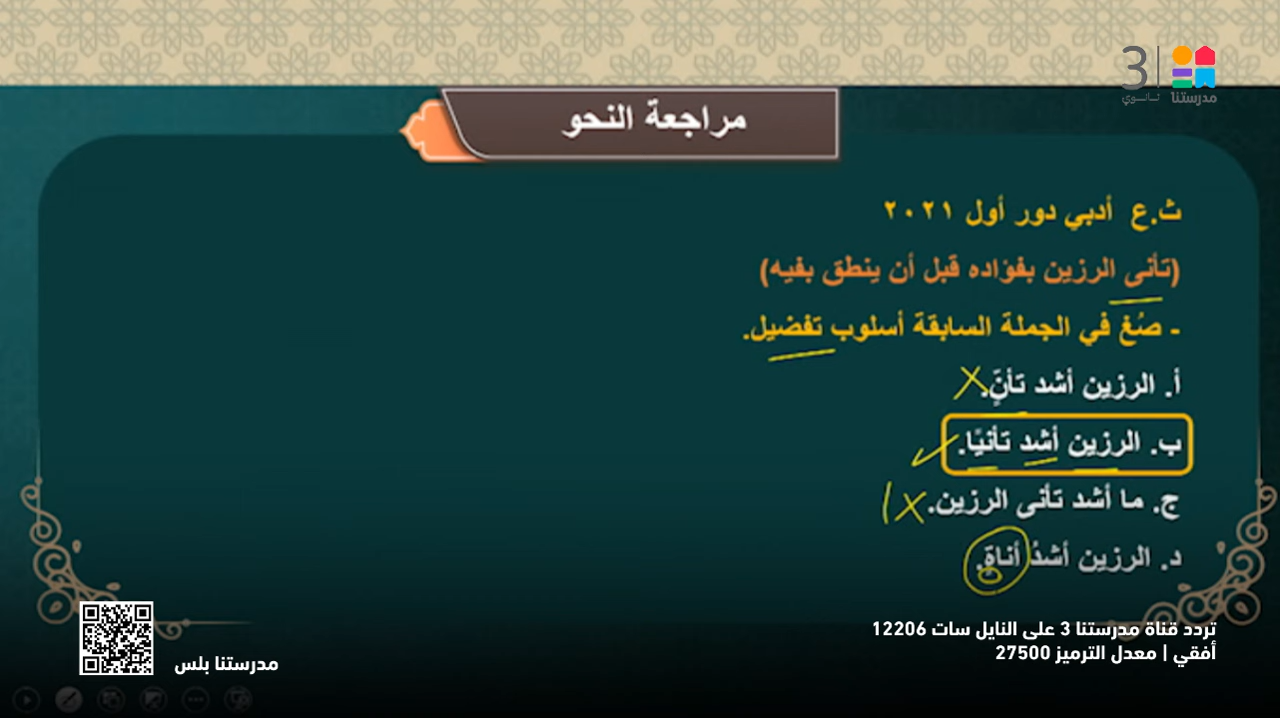 3
مدرستنا ثانوي
مراجعة النحو
ث.ع أدبي دور أول ٢٠٢١
(تأنى الرزين بفؤاده قبل أن ينطق بفيه)
- صُغ في الجملة السابقة أسلوب تفضيل.
أ. الرزين أشد تأنٍّ.
ب. الرزين أشد تأنيًا.
ج. ما أشد تأنى الرزين.
د. الرزين أشدُ أناةٍ.
تردد قناة مدرستنا 3 على النايل سات 12206
أفقي | معدل الترميز 27500
مدرستنا بلس